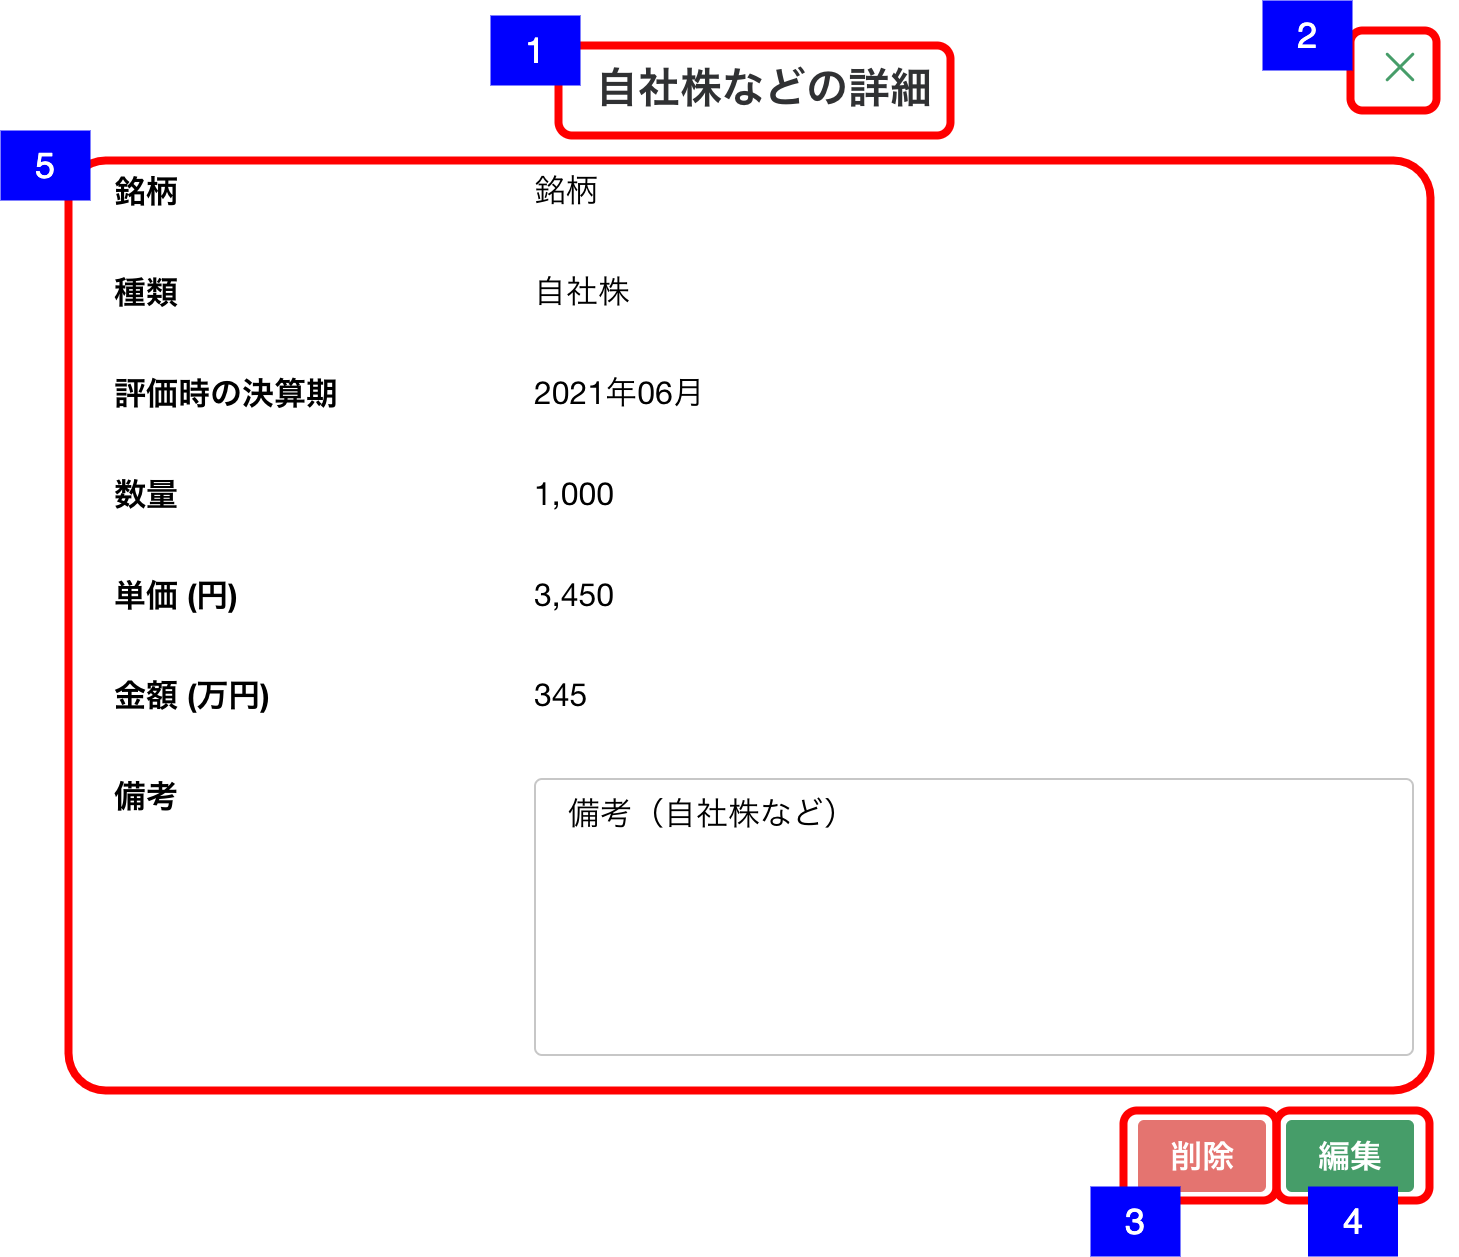 1
自社株などの詳細
2
5
銘柄 銘柄
種類 自社株
評価時の決算期 2021年06月
数量 1,000
単価 (円) 3,450
金額 (万円) 345
備考 備考（自社株など）
削除 編集
3 4